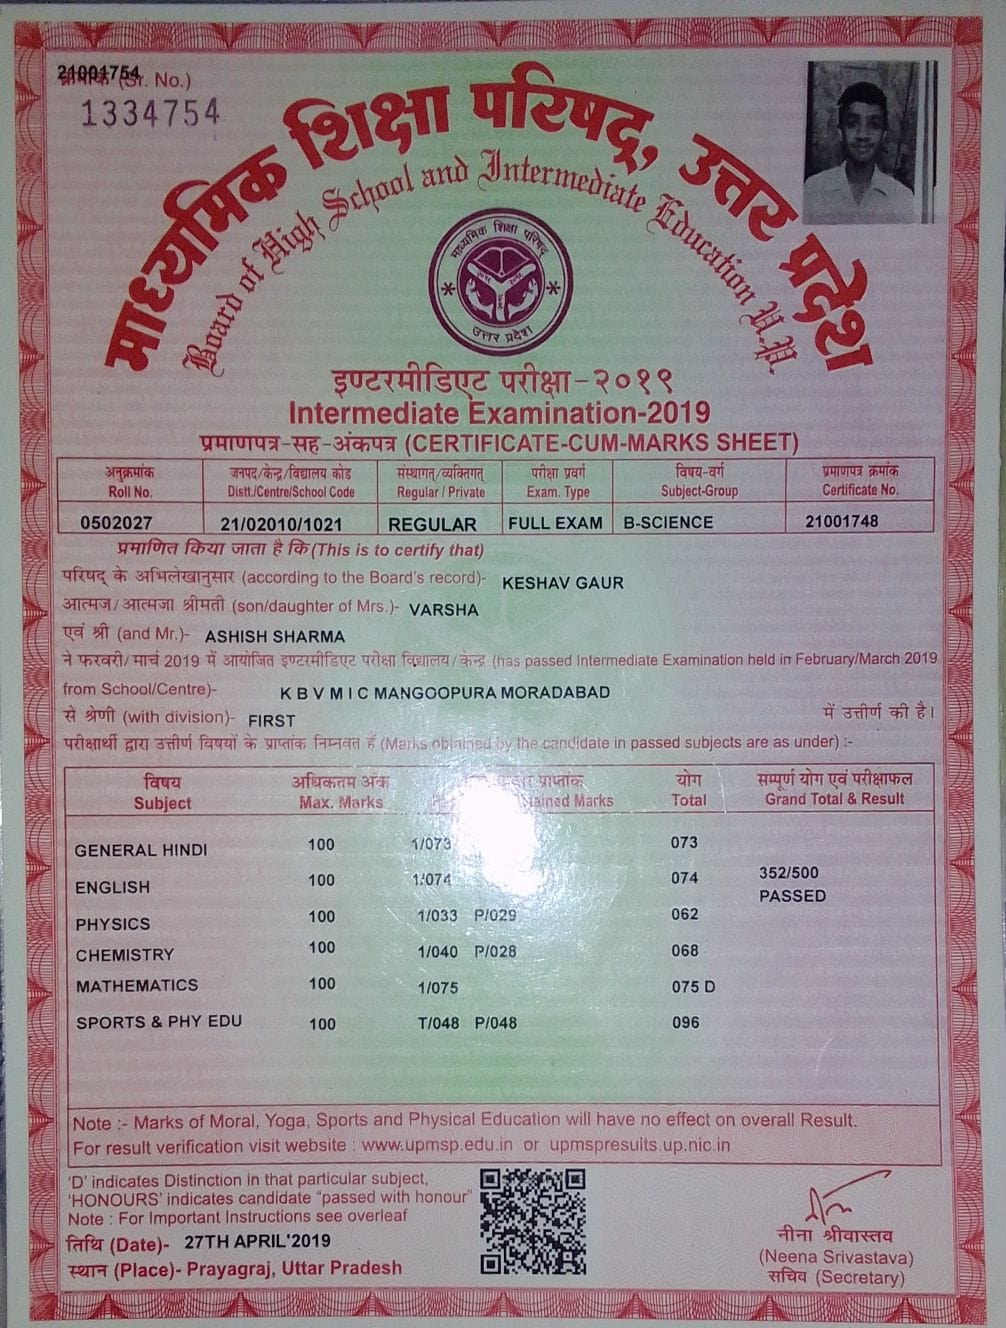 21001754
क्रमांक (Sr. No.)
1334754
माध्यमिक शिक्षा परिषद्, उत्तर प्रदेश
Board of High School and Intermediate Education U.P.
माध्यमिक शिक्षा परिषद्
उत्तर प्रदेश
इण्टरमीडिएट परीक्षा-२०१९
Intermediate Examination-2019
प्रमाणपत्र-सह-अंकपत्र (CERTIFICATE-CUM-MARKS SHEET)
अनुक्रमांक जनपद/केन्द्र/विद्यालय कोड संस्थागत्/व्यक्तिगत् परीक्षा प्रवर्ग विषय-वर्ग प्रमाणपत्र क्रमांक
Roll No. Distt./Centre/School Code Regular / Private Exam. Type Subject-Group Certificate No.
0502027 21/02010/1021 REGULAR FULL EXAM B-SCIENCE 21001748
प्रमाणित किया जाता है कि (This is to certify that)
परिषद् के अभिलेखानुसार (according to the Board's record)- KESHAV GAUR
आत्मज/आत्मजा श्रीमती (son/daughter of Mrs.)- VARSHA
एवं श्री (and Mr.)- ASHISH SHARMA
ने फरवरी/मार्च 2019 में आयोजित इण्टरमीडिएट परीक्षा विद्यालय/केन्द्र (has passed Intermediate Examination held in February/March 2019
from School/Centre)- K B V M I C MANGOOPURA MORADABAD
से श्रेणी (with division)- FIRST में उत्तीर्ण की है।
परीक्षार्थी द्वारा उत्तीर्ण विषयों के प्राप्तांक निम्नवत हैं (Marks obtained by the candidate in passed subjects are as under) :-
विषय अधिकतम अंक प्राप्तांक योग सम्पूर्ण योग एवं परीक्षाफल
Subject Max. Marks Marks Total Grand Total & Result
GENERAL HINDI 100 1/073 073
ENGLISH 100 1/074 074 352/500
PASSED
PHYSICS 100 1/033 P/029 062
CHEMISTRY 100 1/040 P/028 068
MATHEMATICS 100 1/075 075 D
SPORTS & PHY EDU 100 T/048 P/048 096
Note :- Marks of Moral, Yoga, Sports and Physical Education will have no effect on overall Result.
For result verification visit website : www.upmsp.edu.in or upmspresults.up.nic.in
'D' indicates Distinction in that particular subject,
'HONOURS' indicates candidate "passed with honour"
Note : For Important Instructions see overleaf
तिथि (Date)- 27TH APRIL'2019
स्थान (Place)- Prayagraj, Uttar Pradesh
नीना श्रीवास्तव
(Neena Srivastava)
सचिव (Secretary)